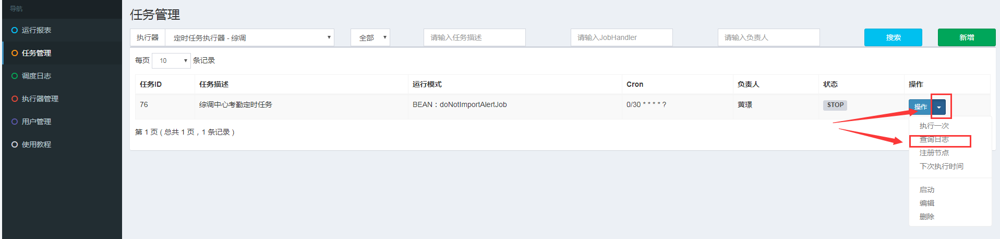 导航
运行报表
任务管理
调度日志
执行器管理
用户管理
使用教程
任务管理
执行器 定时任务执行器 - 综调 全部 请输入任务描述 请输入JobHandler 请输入负责人 搜索 新增
每页 10 条记录
任务ID 任务描述 运行模式 Cron 负责人 状态 操作
76 综调中心考勤定时任务 BEAN：doNotImportAlertJob 0/30 * * * * ? 黄璟 STOP 操作
第 1 页 ( 总共 1 页，1 条记录 )
执行一次
查询日志
注册节点
下次执行时间
启动
编辑
删除